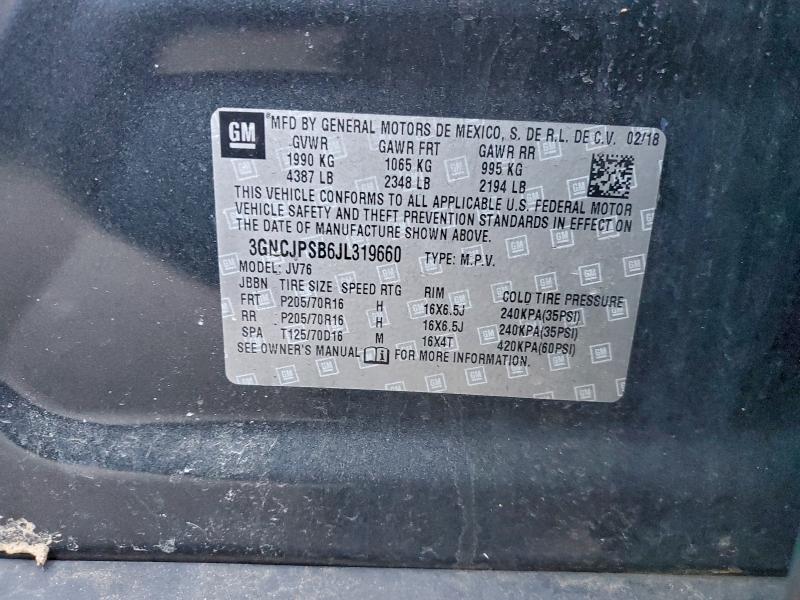 GM ® MFD BY GENERAL MOTORS DE MEXICO, S. DE R.L. DE C.V. 02/18
GVWR GAWR FRT GAWR RR
1990 KG 1065 KG 995 KG
4387 LB 2348 LB 2194 LB
THIS VEHICLE CONFORMS TO ALL APPLICABLE U.S. FEDERAL MOTOR
VEHICLE SAFETY AND THEFT PREVENTION STANDARDS IN EFFECT ON
THE DATE OF MANUFACTURE SHOWN ABOVE.
3GNCJPSB6JL319660 TYPE: M.P.V.
MODEL: JV76
JBBN TIRE SIZE SPEED RTG RIM COLD TIRE PRESSURE
FRT P205/70R16 H 16X6.5J 240KPA(35PSI)
RR P205/70R16 H 16X6.5J 240KPA(35PSI)
SPA T125/70D16 M 16X4T 420KPA(60PSI)
SEE OWNER'S MANUAL FOR MORE INFORMATION.